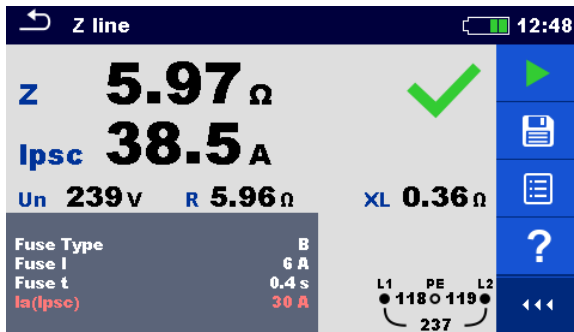 Z line 12:48
Z 5.97 Ω
Ipsc 38.5 A
Un 239 V R 5.96 Ω XL 0.36 Ω
Fuse Type B
Fuse I 6 A
Fuse t 0.4 s
Ia(Ipsc) 30 A
L1 PE L2
118 119
237
?